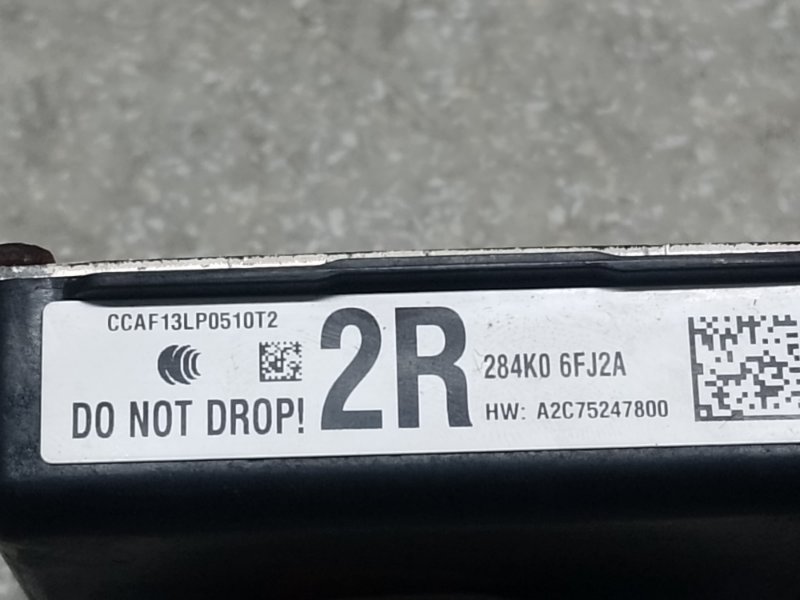 CCAF13LP0510T2
DO NOT DROP!
2R
284K0 6FJ2A
HW: A2C75247800